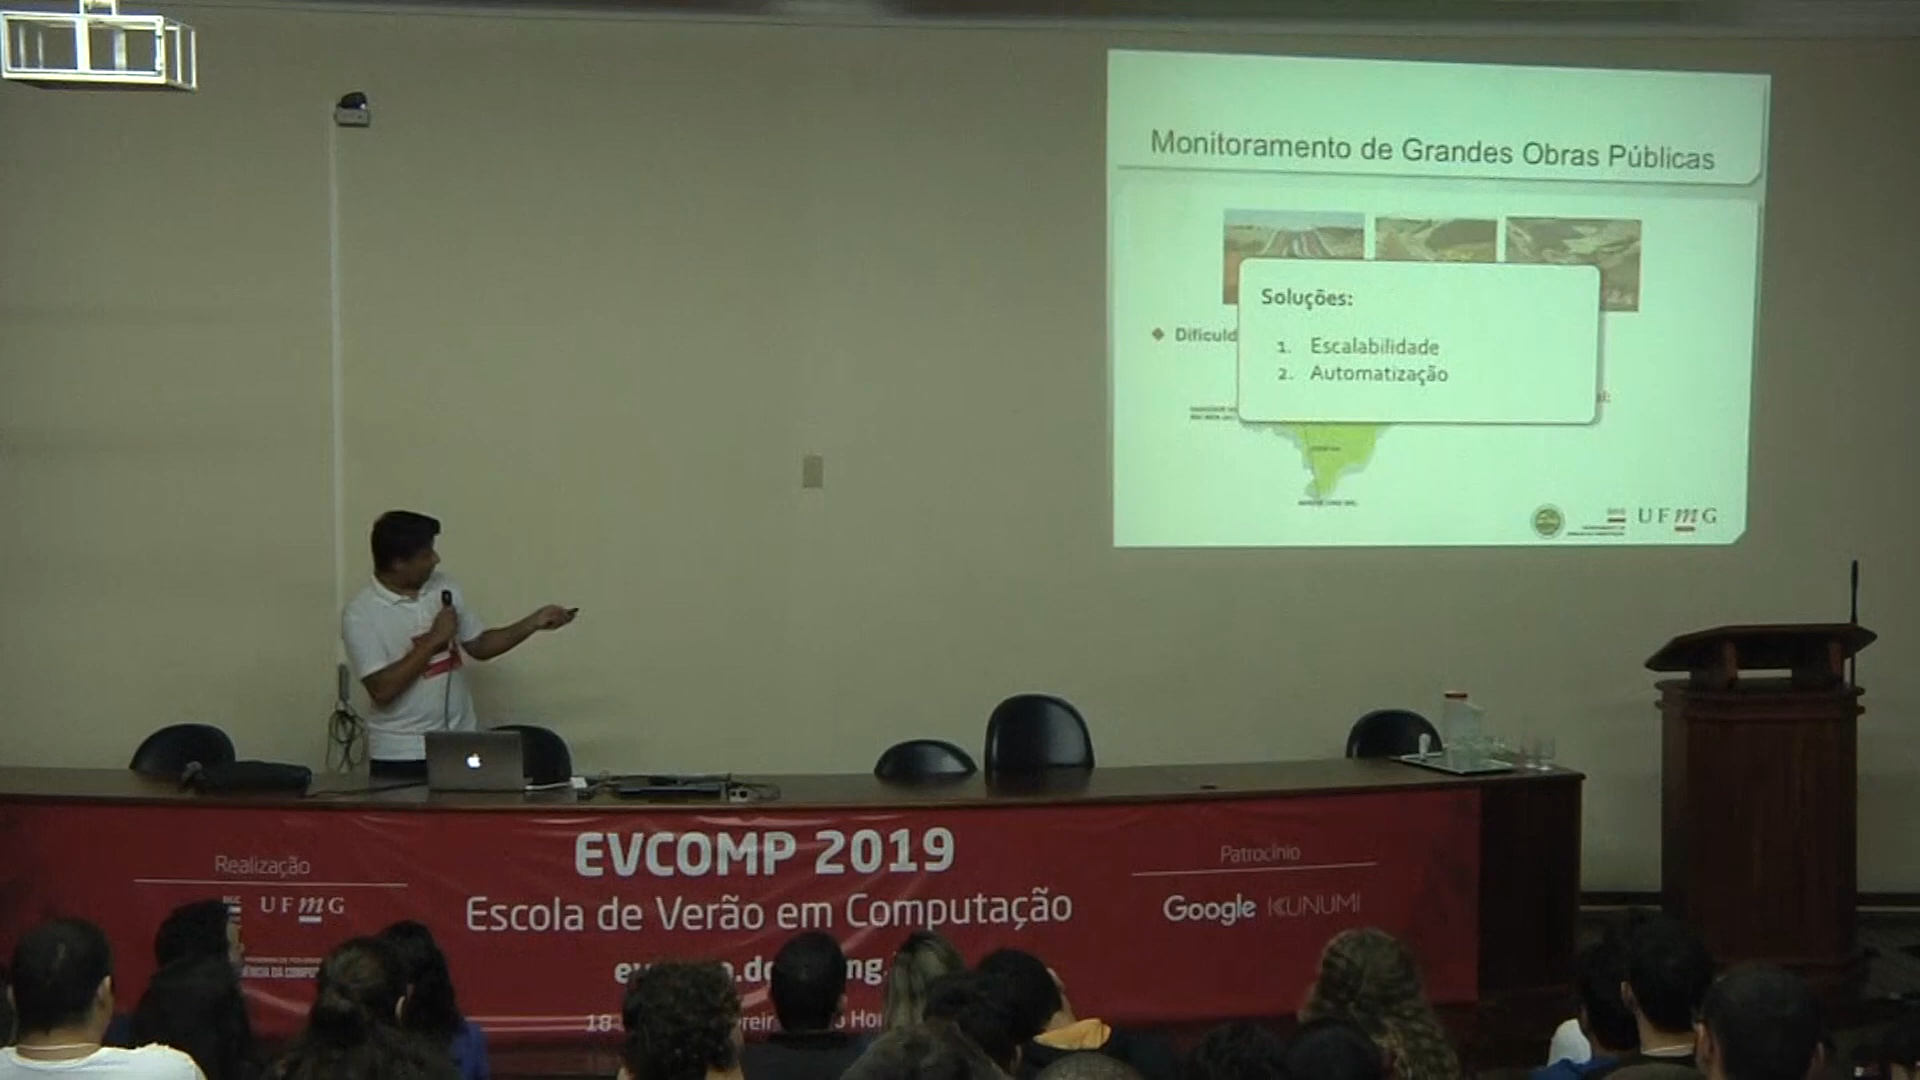 Monitoramento de Grandes Obras Públicas
Soluções:
Dificuld
1. Escalabilidade
2. Automatização
UFMG
EVCOMP 2019
Realização
Patrocínio
UFMG
Escola de Verão em Computação
Google KUNUMI
18